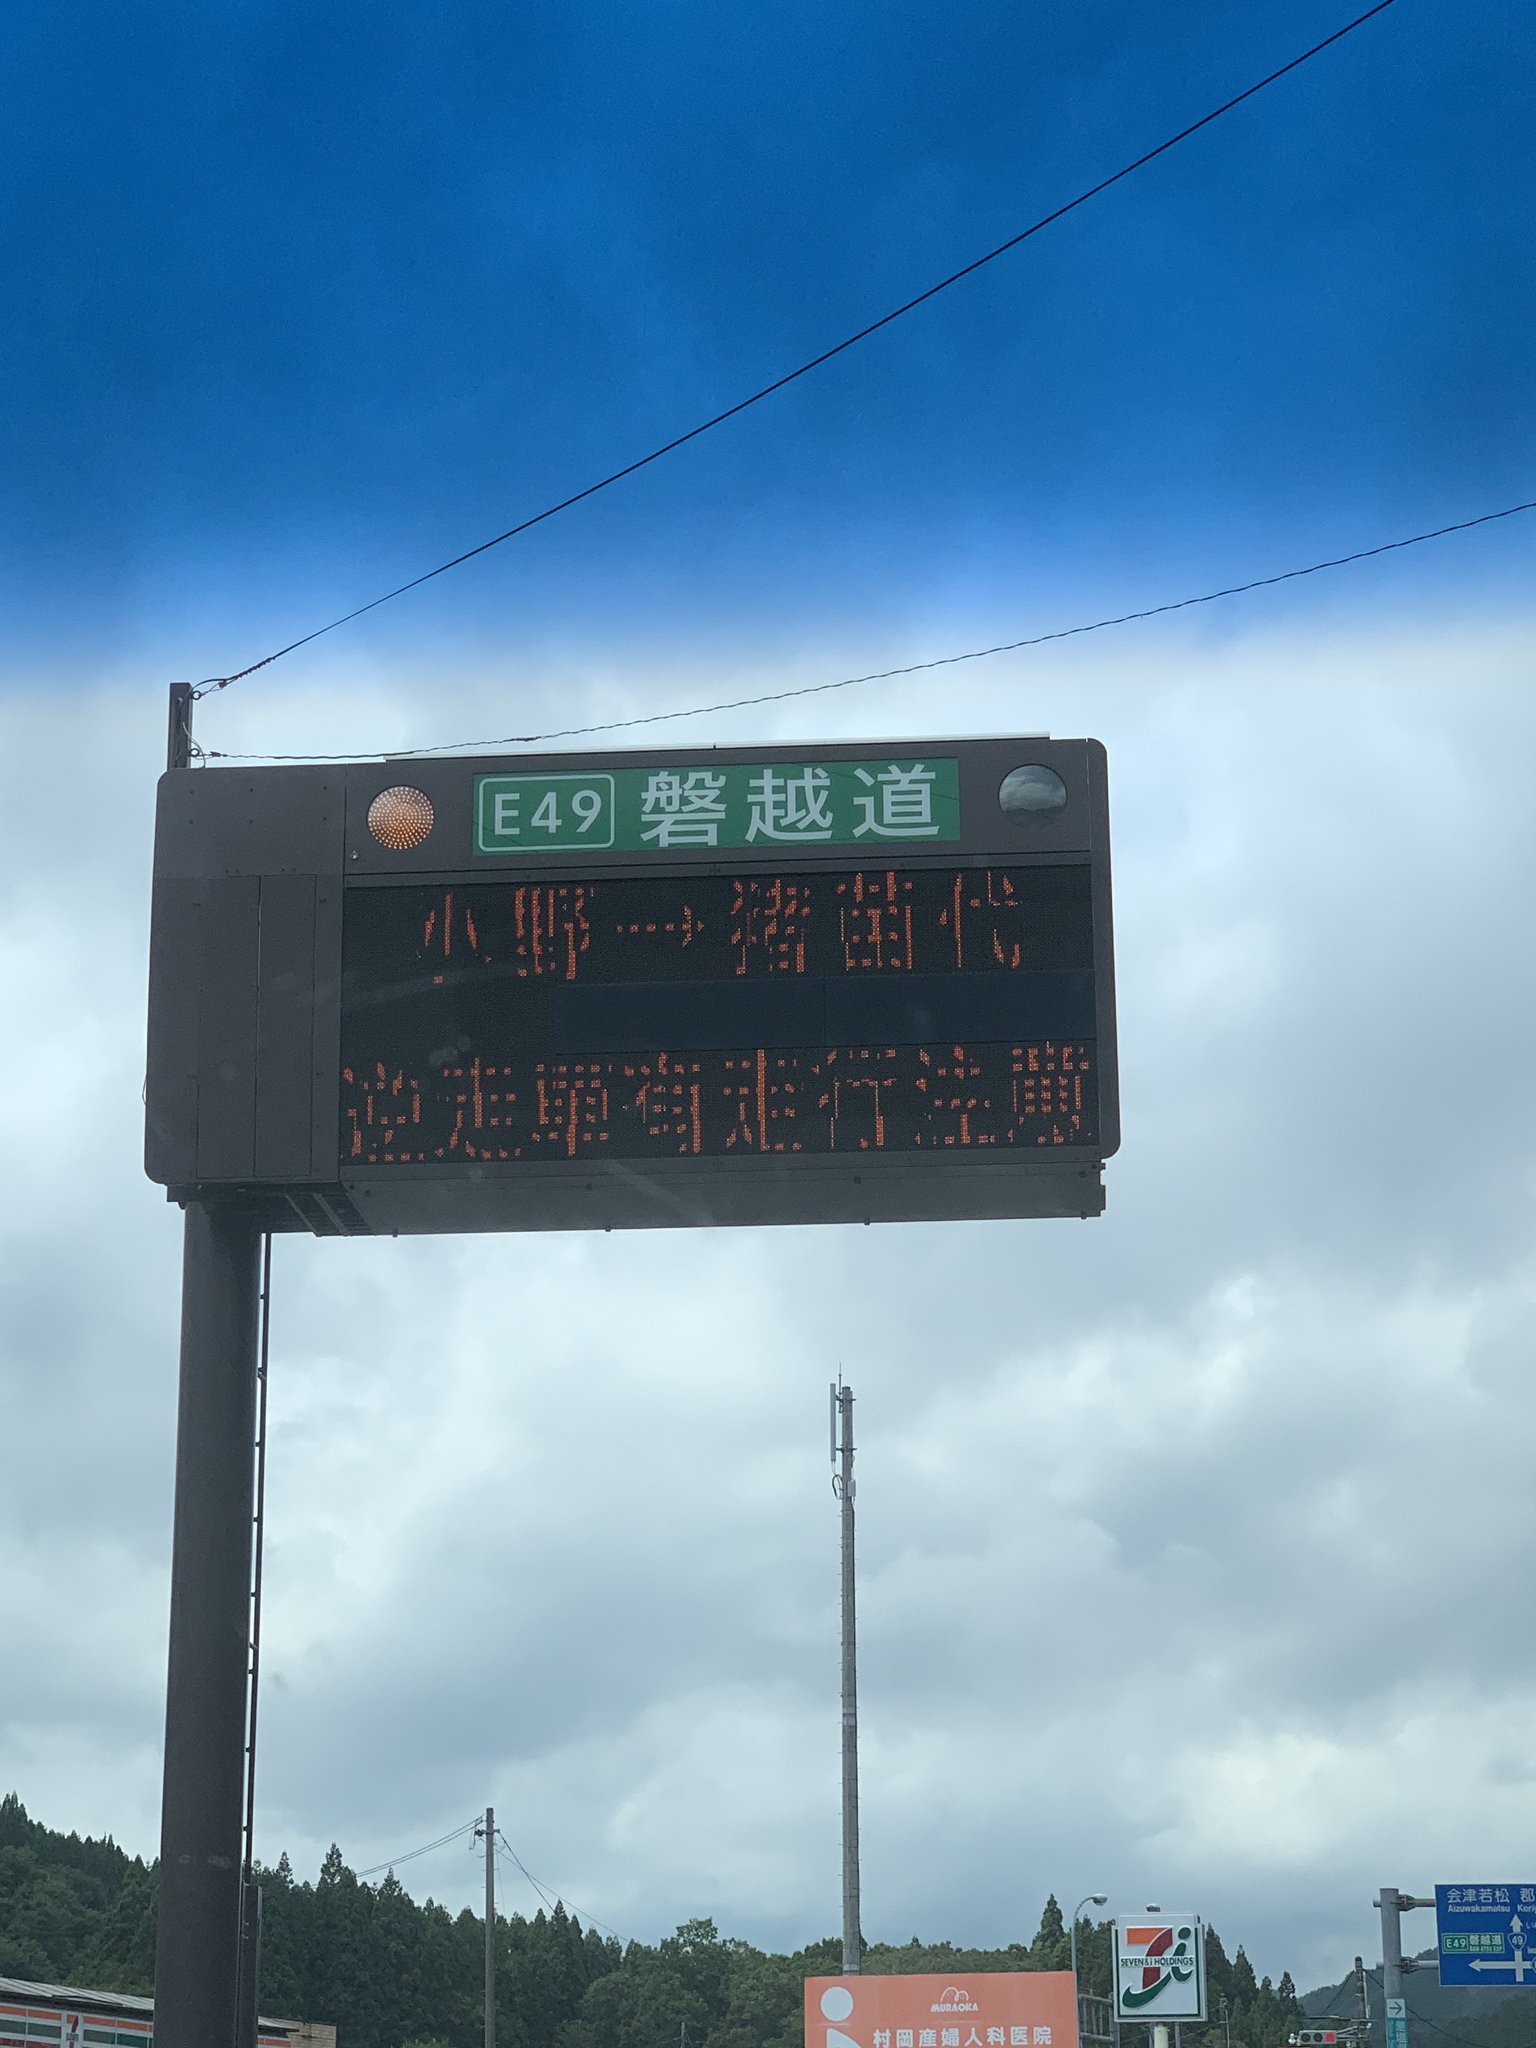 E49 磐越道
小野→猪苗代
逆走車有走行注意
MURAOKA
村岡産婦人科医院
SEVEN & i HOLDINGS
会津若松
Aizuwakamatsu
E49 磐越道
49